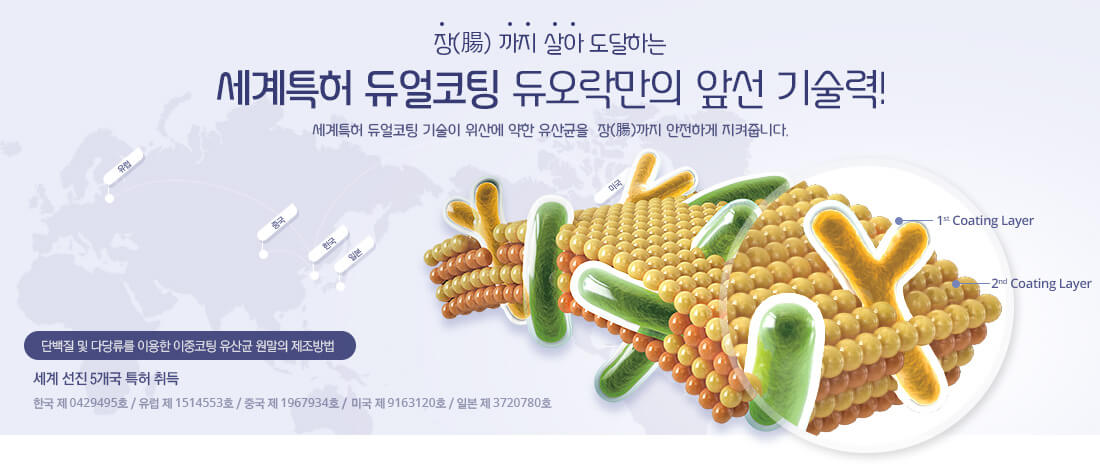 장(腸) 까지 살아 도달하는
세계특허 듀얼코팅 듀오락만의 앞선 기술력!
세계특허 듀얼코팅 기술이 위산에 약한 유산균을 장(腸)까지 안전하게 지켜줍니다.
유럽
중국
한국
일본
미국
1st Coating Layer
2nd Coating Layer
단백질 및 다당류를 이용한 이중코팅 유산균 원말의 제조방법
세계 선진 5개국 특허 취득
한국 제 0429495호 / 유럽 제 1514553호 / 중국 제 1967934호 / 미국 제 9163120호 / 일본 제 3720780호